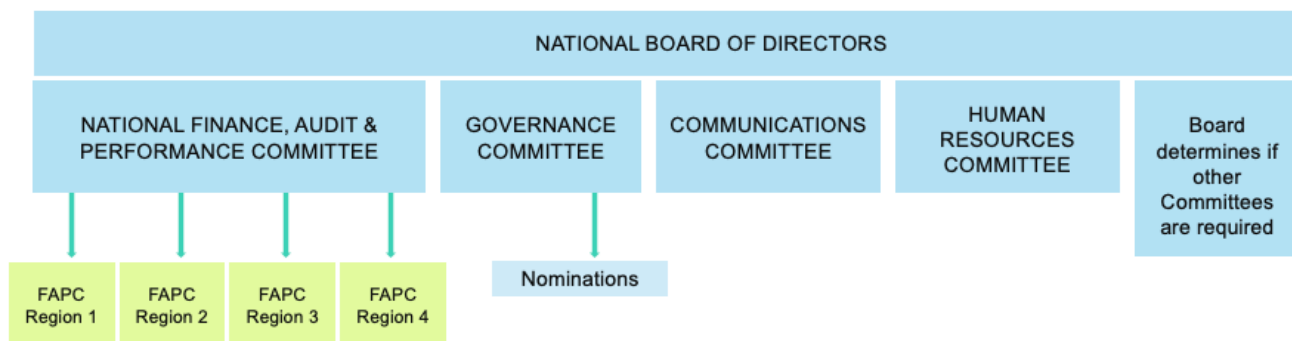 NATIONAL BOARD OF DIRECTORS
NATIONAL FINANCE, AUDIT &
PERFORMANCE COMMITTEE
GOVERNANCE
COMMITTEE
COMMUNICATIONS
COMMITTEE
HUMAN
RESOURCES
COMMITTEE
Board
determines if
other
Committees
are required
FAPC
Region 1
FAPC
Region 2
FAPC
Region 3
FAPC
Region 4
Nominations